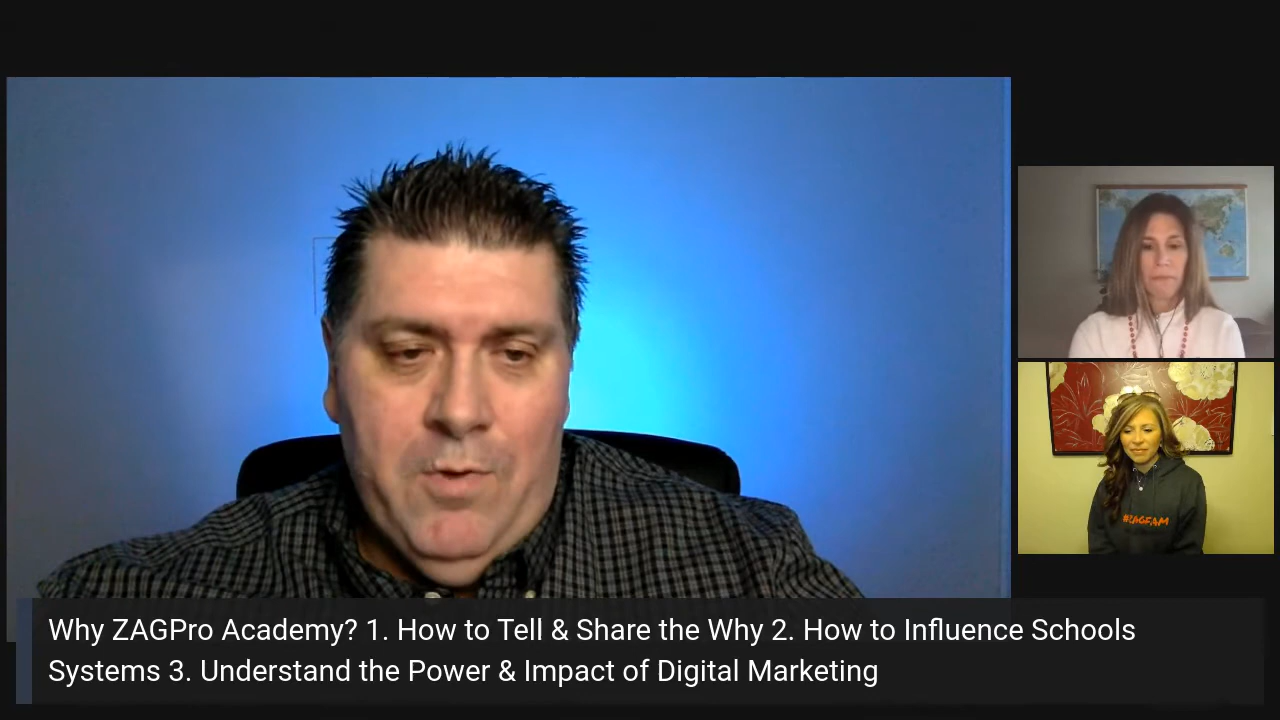 #ZAGFAM
Why ZAGPro Academy? 1. How to Tell & Share the Why 2. How to Influence Schools
Systems 3. Understand the Power & Impact of Digital Marketing